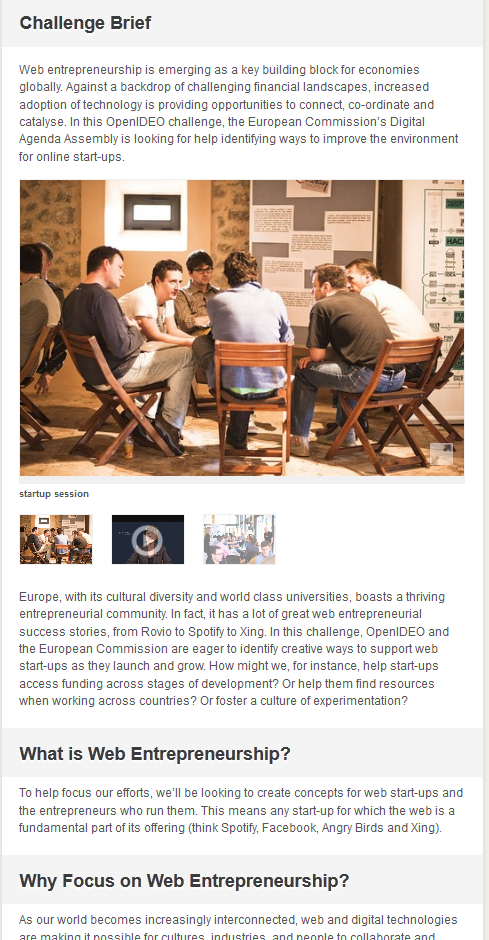 Challenge Brief
Web entrepreneurship is emerging as a key building block for economies
globally. Against a backdrop of challenging financial landscapes, increased
adoption of technology is providing opportunities to connect, co-ordinate and
catalyse. In this OpenIDEO challenge, the European Commission's Digital
Agenda Assembly is looking for help identifying ways to improve the environment
for online start-ups.
startup session
Europe, with its cultural diversity and world class universities, boasts a thriving
entrepreneurial community. In fact, it has a lot of great web entrepreneurial
success stories, from Rovio to Spotify to Xing. In this challenge, OpenIDEO and
the European Commission are eager to identify creative ways to support web
start-ups as they launch and grow. How might we, for instance, help start-ups
access funding across stages of development? Or help them find resources
when working across countries? Or foster a culture of experimentation?
What is Web Entrepreneurship?
To help focus our efforts, we'll be looking to create concepts for web start-ups and
the entrepreneurs who run them. This means any start-up for which the web is a
fundamental part of its offering (think Spotify, Facebook, Angry Birds and Xing).
Why Focus on Web Entrepreneurship?
As our world becomes increasingly interconnected, web and digital technologies
are making it possible for cultures, industries, and people to collaborate and